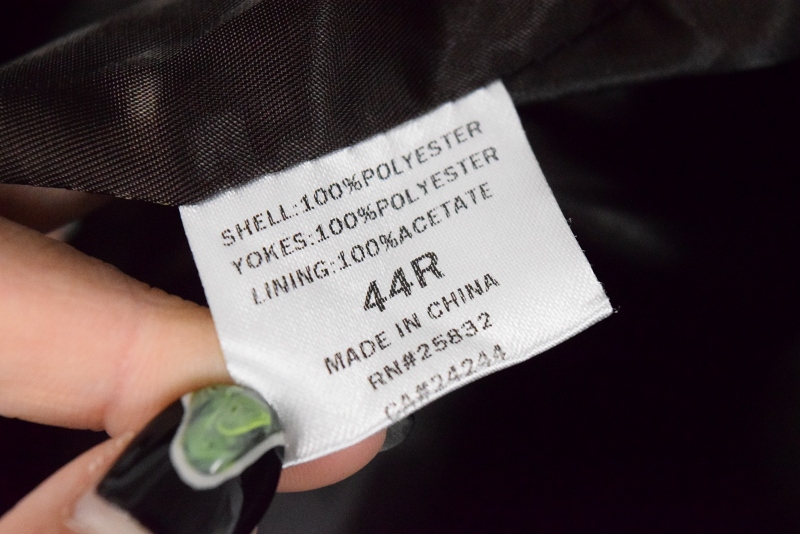 SHELL:100%POLYESTER
YOKES:100%POLYESTER
LINING:100%ACETATE
44R
MADE IN CHINA
RN#25832
CA#24244